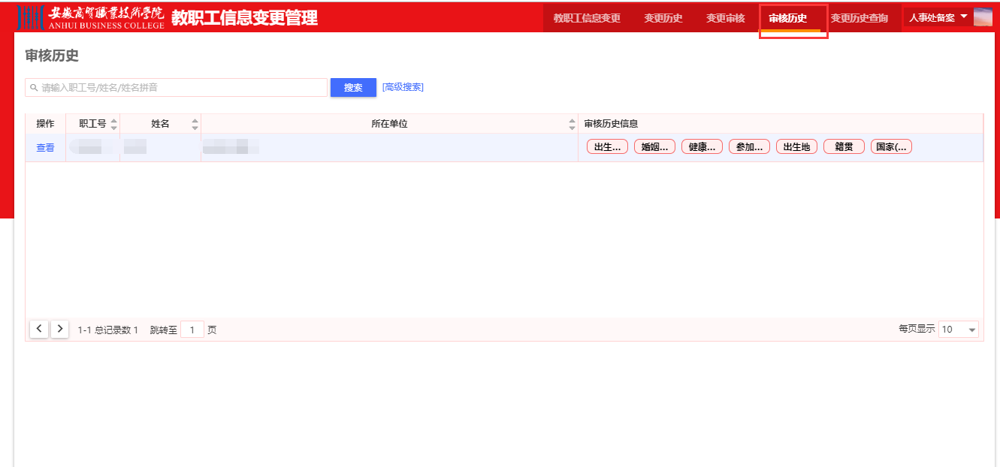 安徽商贸职业技术学院 教职工信息变更管理 教职工信息变更 变更历史 变更审核 审核历史 变更历史查询 人事处备案
ANHUI BUSINESS COLLEGE
审核历史
请输入职工号/姓名/姓名拼音 搜索 [高级搜索]
操作 职工号 姓名 所在单位 审核历史信息
查看 出生... 婚姻... 健康... 参加... 出生地 籍贯 国家(...
1-1 总记录数 1 跳转至 1 页 每页显示 10